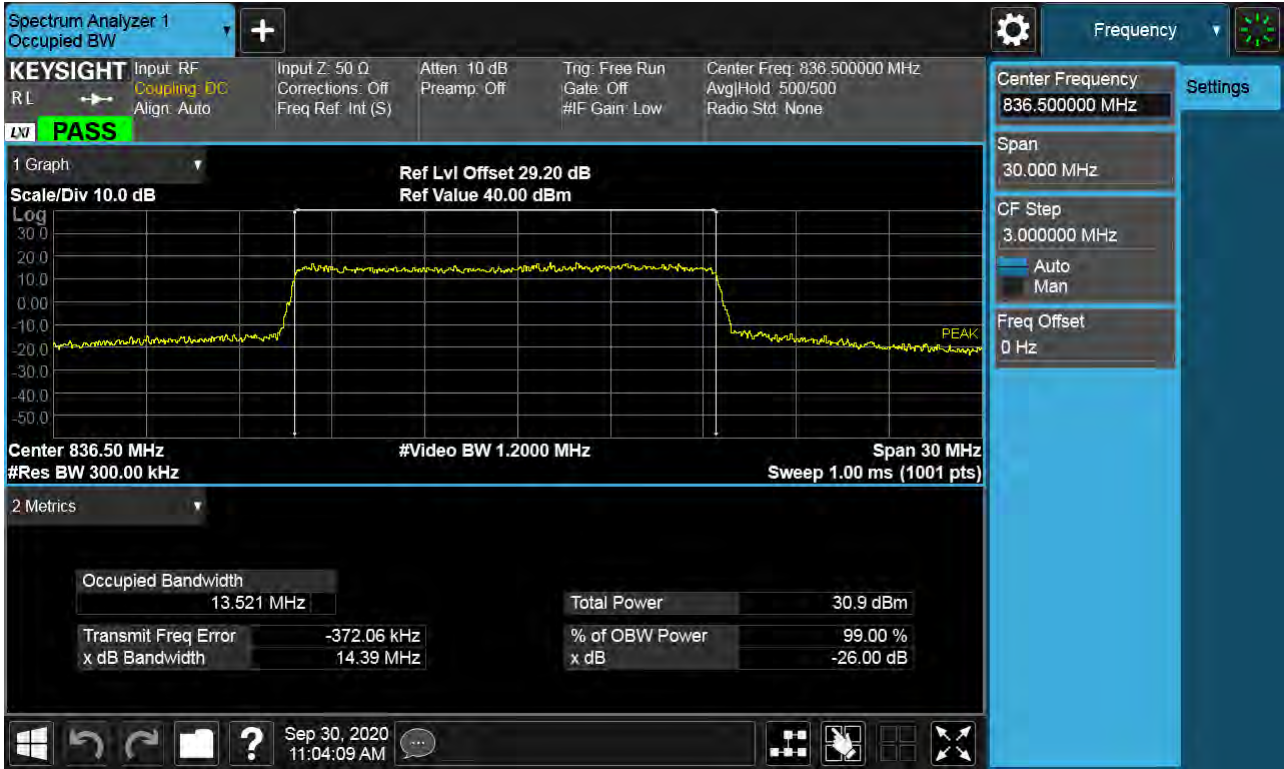 Spectrum Analyzer 1
Occupied BW
+
Frequency
KEYSIGHT
RL
LXI
PASS
Input: RF
Coupling: DC
Align: Auto
Input Z: 50 Ω
Corrections: Off
Freq Ref: Int (S)
Atten: 10 dB
Preamp: Off
Trig: Free Run
Gate: Off
#IF Gain: Low
Center Freq: 836.500000 MHz
Avg|Hold: 500/500
Radio Std: None
1 Graph
Scale/Div 10.0 dB
Ref Lvl Offset 29.20 dB
Ref Value 40.00 dBm
Log
30.0
20.0
10.0
0.00
-10.0
-20.0
-30.0
-40.0
-50.0
PEAK
Center 836.50 MHz
#Video BW 1.2000 MHz
Span 30 MHz
#Res BW 300.00 kHz
Sweep 1.00 ms (1001 pts)
2 Metrics
Occupied Bandwidth
13.521 MHz
Transmit Freq Error -372.06 kHz
x dB Bandwidth 14.39 MHz
Total Power 30.9 dBm
% of OBW Power 99.00 %
x dB -26.00 dB
?
Sep 30, 2020
11:04:09 AM
Center Frequency
836.500000 MHz
Span
30.000 MHz
CF Step
3.000000 MHz
Auto
Man
Freq Offset
0 Hz
Settings